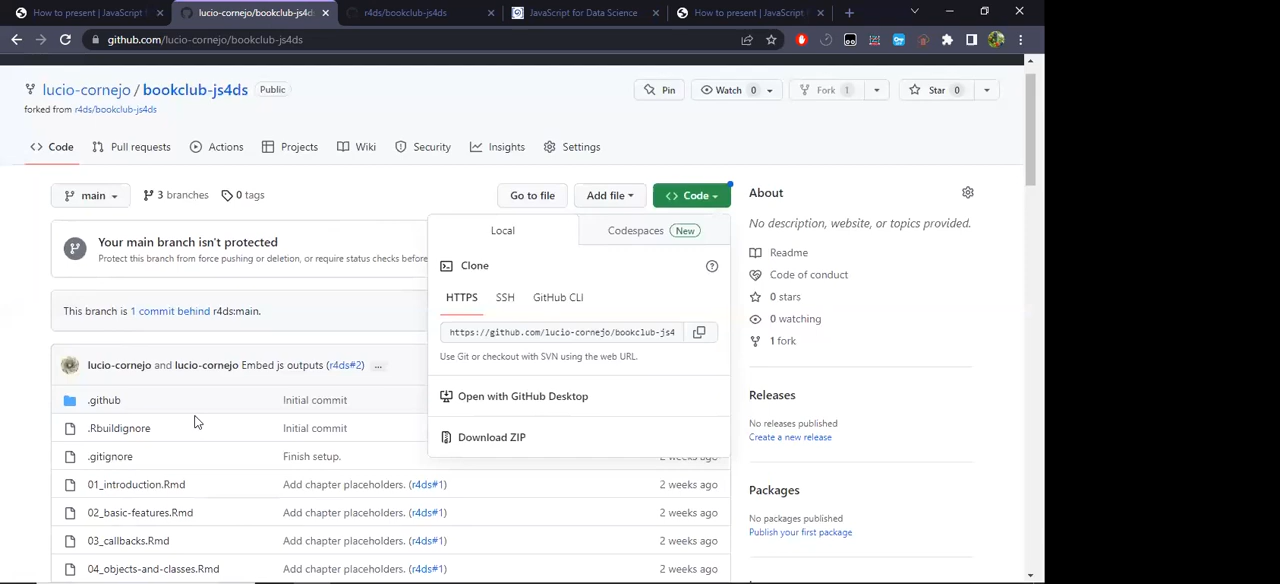 How to present | JavaScript
lucio-cornejo/bookclub-js4ds
r4ds/bookclub-js4ds
JavaScript for Data Science
How to present | JavaScript
github.com/lucio-cornejo/bookclub-js4ds
lucio-cornejo / bookclub-js4ds Public
Pin
Watch 0
Fork 1
Star 0
forked from r4ds/bookclub-js4ds
Code
Pull requests
Actions
Projects
Wiki
Security
Insights
Settings
main
3 branches
0 tags
Go to file
Add file
Code
About
No description, website, or topics provided.
Readme
Code of conduct
0 stars
0 watching
1 fork
Releases
No releases published
Create a new release
Packages
No packages published
Publish your first package
Your main branch isn't protected
Protect this branch from force pushing or deletion, or require status checks before
This branch is 1 commit behind r4ds:main.
Local
Codespaces New
Clone
HTTPS
SSH
GitHub CLI
https://github.com/lucio-cornejo/bookclub-js4
Use Git or checkout with SVN using the web URL.
Open with GitHub Desktop
Download ZIP
lucio-cornejo and lucio-cornejo Embed js outputs (r4ds#2) ...
.github Initial commit
.Rbuildignore Initial commit
.gitignore Finish setup. 2 weeks ago
01_introduction.Rmd Add chapter placeholders. (r4ds#1) 2 weeks ago
02_basic-features.Rmd Add chapter placeholders. (r4ds#1) 2 weeks ago
03_callbacks.Rmd Add chapter placeholders. (r4ds#1) 2 weeks ago
04_objects-and-classes.Rmd Add chapter placeholders. (r4ds#1) 2 weeks ago